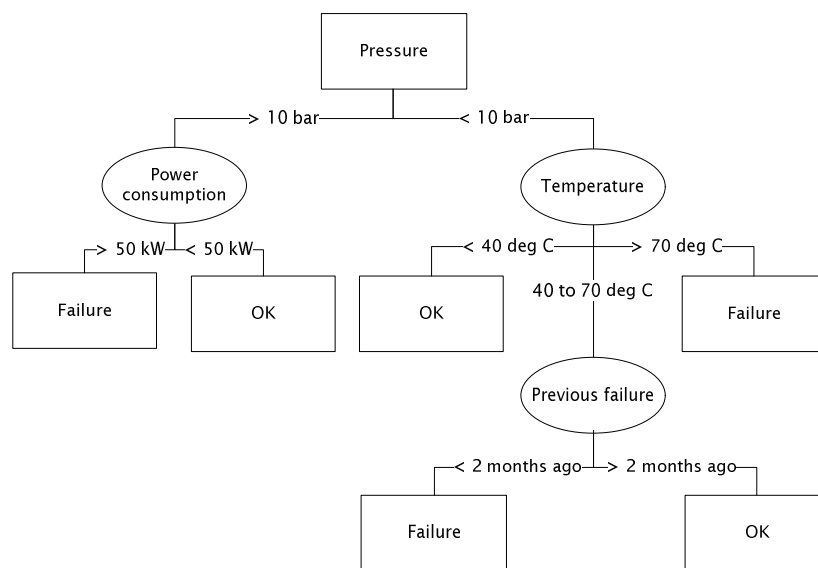 Pressure
> 10 bar
< 10 bar
Power
consumption
Temperature
> 50 kW
< 50 kW
< 40 deg C
> 70 deg C
40 to 70 deg C
Failure
OK
OK
Failure
Previous failure
< 2 months ago
> 2 months ago
Failure
OK